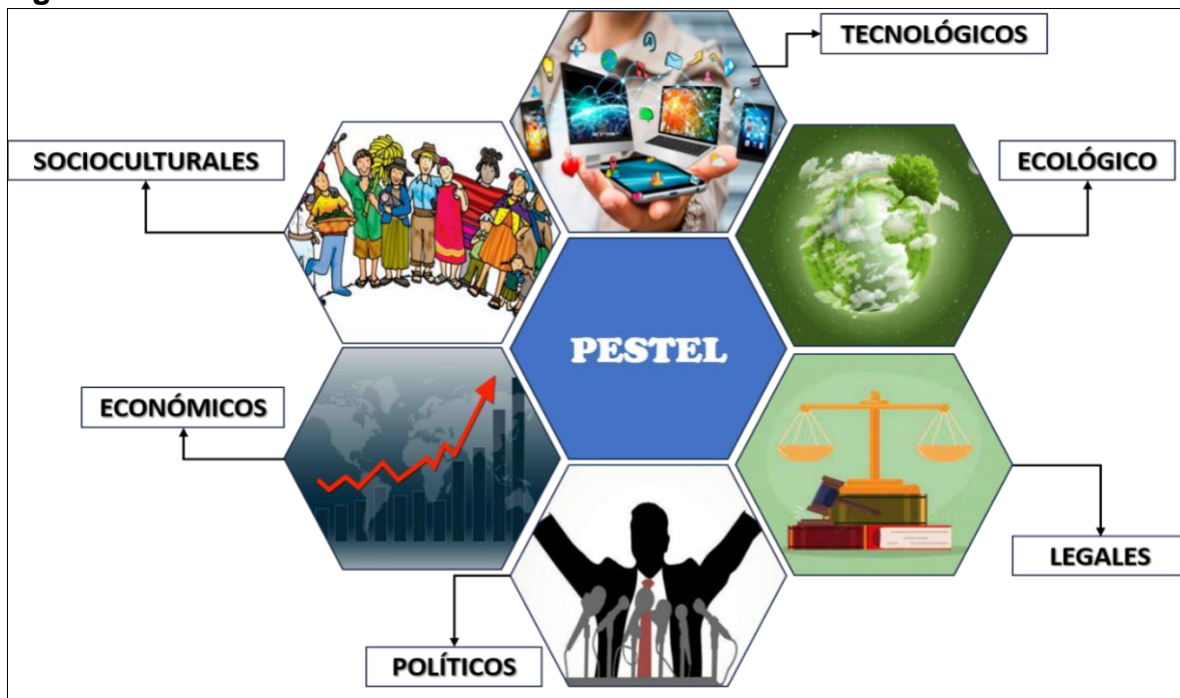 TECNOLÓGICOS
SOCIOCULTURALES
ECOLÓGICO
PESTEL
ECONÓMICOS
LEGALES
POLÍTICOS